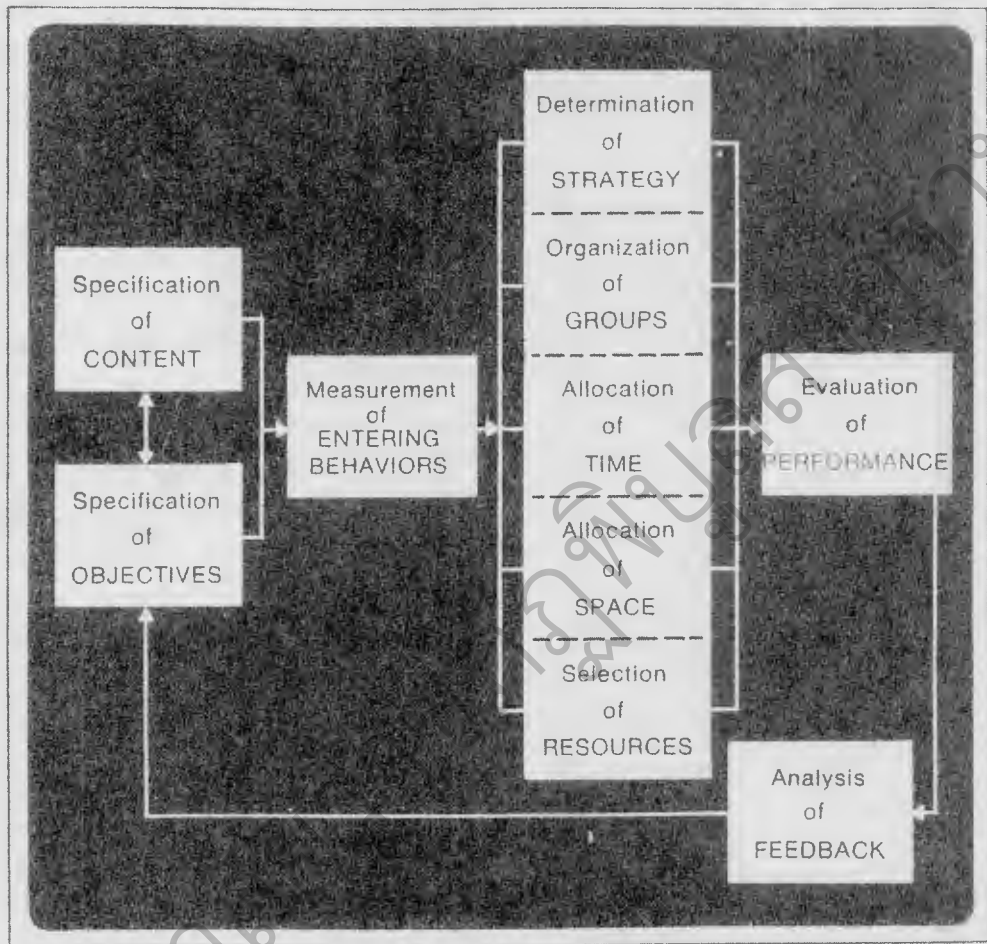 Specification
of
CONTENT
Specification
of
OBJECTIVES
Measurement
of
ENTERING
BEHAVIORS
Determination
of
STRATEGY
Organization
of
GROUPS
Allocation
of
TIME
Allocation
of
SPACE
Selection
of
RESOURCES
Evaluation
of
PERFORMANCE
Analysis
of
FEEDBACK